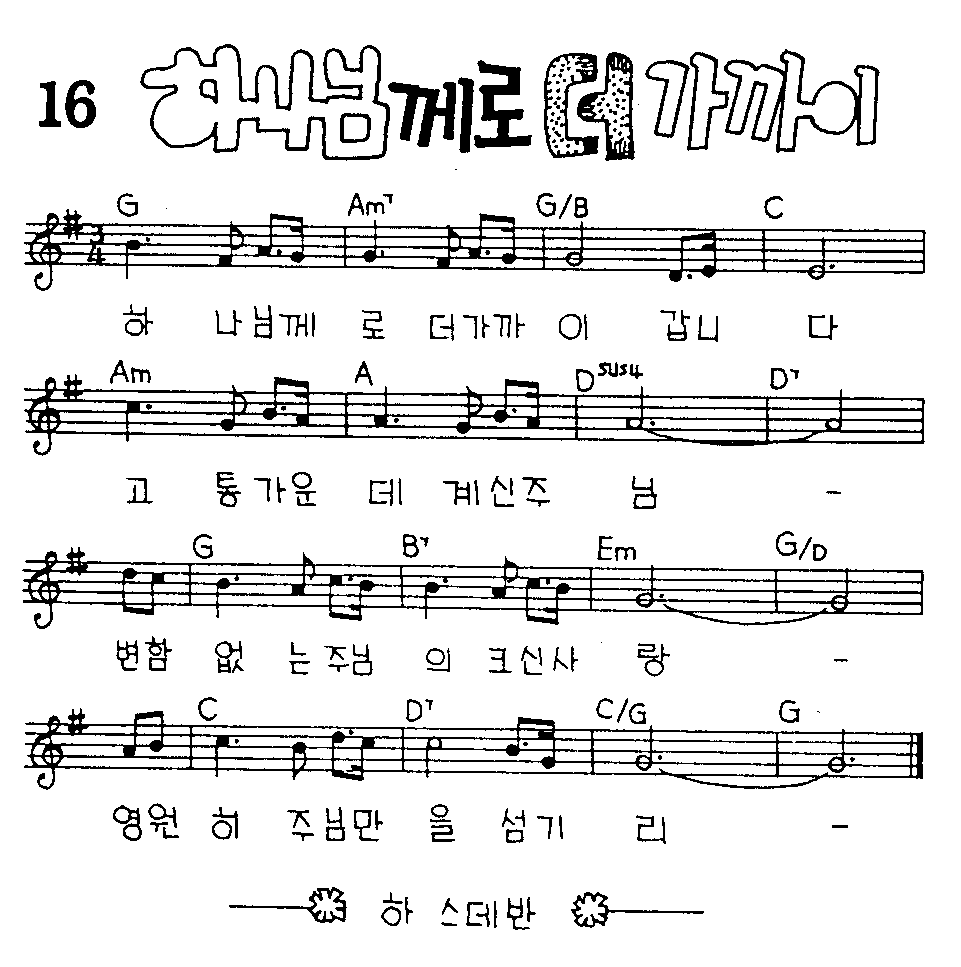 16 하나님께로 더 가까이
G Am7 G/B C
3/4
하 나님께 로 더가까 이 갑니 다
Am A Dsus4 D7
고 통가운 데 계신주 님 -
G B7 Em G/D
변함 없 는주님 의 크신사 랑 -
C D7 C/G G
영원 히 주님만 을 섬기 리 -
하 스데반